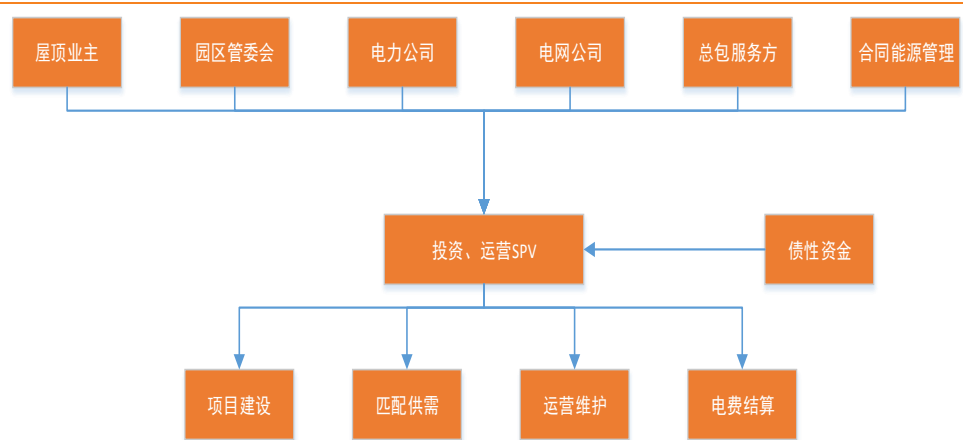 屋顶业主
园区管委会
电力公司
电网公司
总包服务方
合同能源管理
投资、运营SPV
债性资金
项目建设
匹配供需
运营维护
电费结算